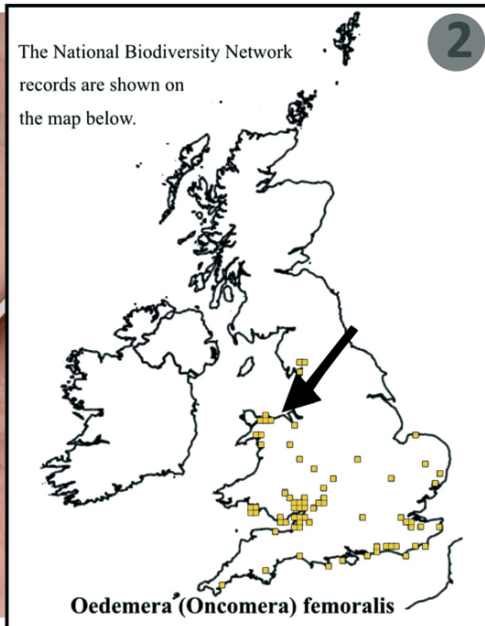 The National Biodiversity Network
records are shown on
the map below.
2
Oedemera (Oncomera) femoralis